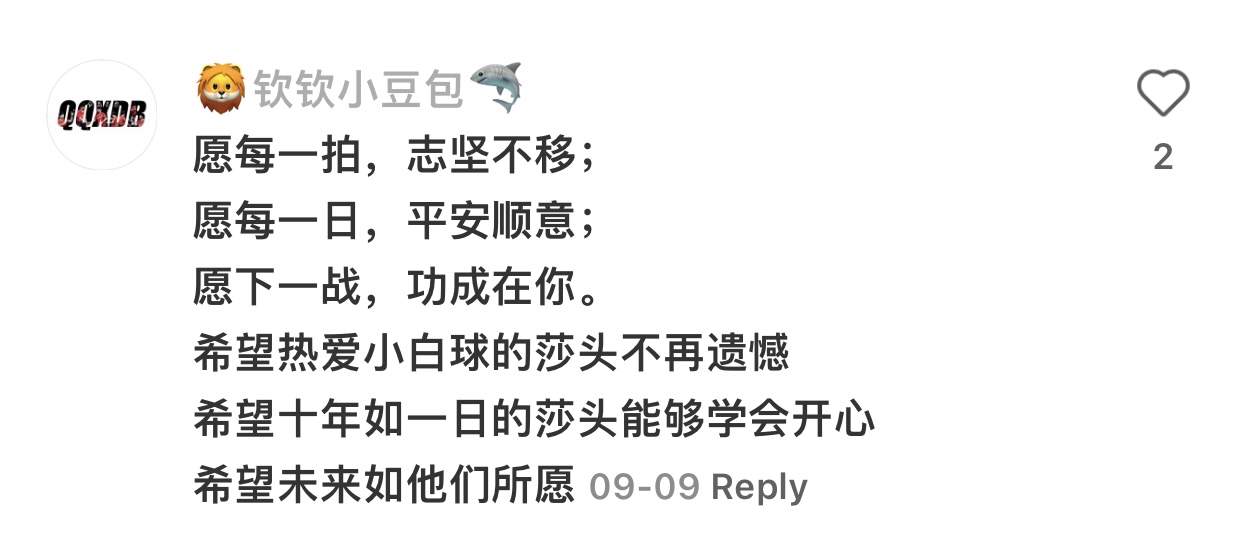 QQXDB
🦁钦钦小豆包🦈
愿每一拍，志坚不移；
愿每一日，平安顺意；
愿下一战，功成在你。
希望热爱小白球的莎头不再遗憾
希望十年如一日的莎头能够学会开心
希望未来如他们所愿 09-09 Reply
2